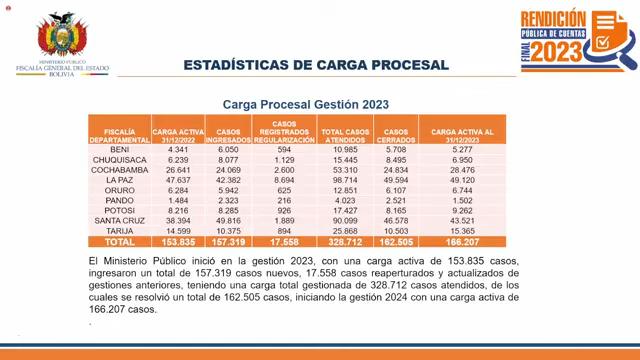 MINISTERIO PÚBLICO
FISCALÍA GENERAL DEL ESTADO
BOLIVIA
RENDICIÓN
PÚBLICA DE CUENTAS
FINAL 2023
ESTADÍSTICAS DE CARGA PROCESAL
Carga Procesal Gestión 2023
FISCALÍA DEPARTAMENTAL CARGA ACTIVA 31/12/2022 CASOS INGRESADOS CASOS REGISTRADOS REGULARIZACIÓN TOTAL CASOS ATENDIDOS CASOS CERRADOS CARGA ACTIVA AL 31/12/2023
BENI 4.341 6.050 594 10.985 5.708 5.277
CHUQUISACA 6.239 8.077 1.129 15.445 8.495 6.950
COCHABAMBA 26.641 24.069 2.600 53.310 24.834 28.476
LA PAZ 47.637 42.382 8.694 98.714 49.594 49.120
ORURO 6.284 5.942 625 12.851 6.107 6.744
PANDO 1.484 2.323 216 4.023 2.521 1.502
POTOSI 8.216 8.285 926 17.427 8.165 9.262
SANTA CRUZ 38.394 49.816 1.889 90.099 46.578 43.521
TARIJA 14.599 10.375 894 25.868 10.503 15.365
TOTAL 153.835 157.319 17.558 328.712 162.505 166.207
El Ministerio Público inició en la gestión 2023, con una carga activa de 153.835 casos,
ingresaron un total de 157.319 casos nuevos, 17.558 casos reaperturados y actualizados de
gestiones anteriores, teniendo una carga total gestionada de 328.712 casos atendidos, de los
cuales se resolvió un total de 162.505 casos, iniciando la gestión 2024 con una carga activa de
166.207 casos.
.